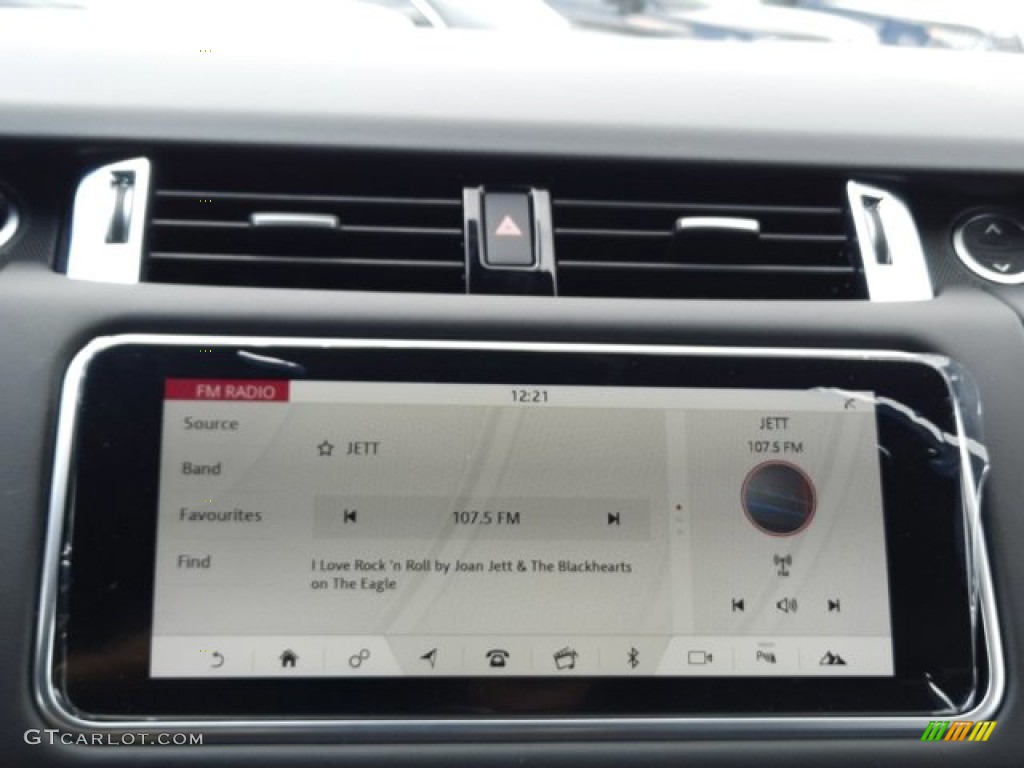 FM RADIO
12:21
Source
JETT
JETT
107.5 FM
Band
Favourites
107.5 FM
Find
I Love Rock 'n Roll by Joan Jett & The Blackhearts
on The Eagle
GTCARLOT.COM